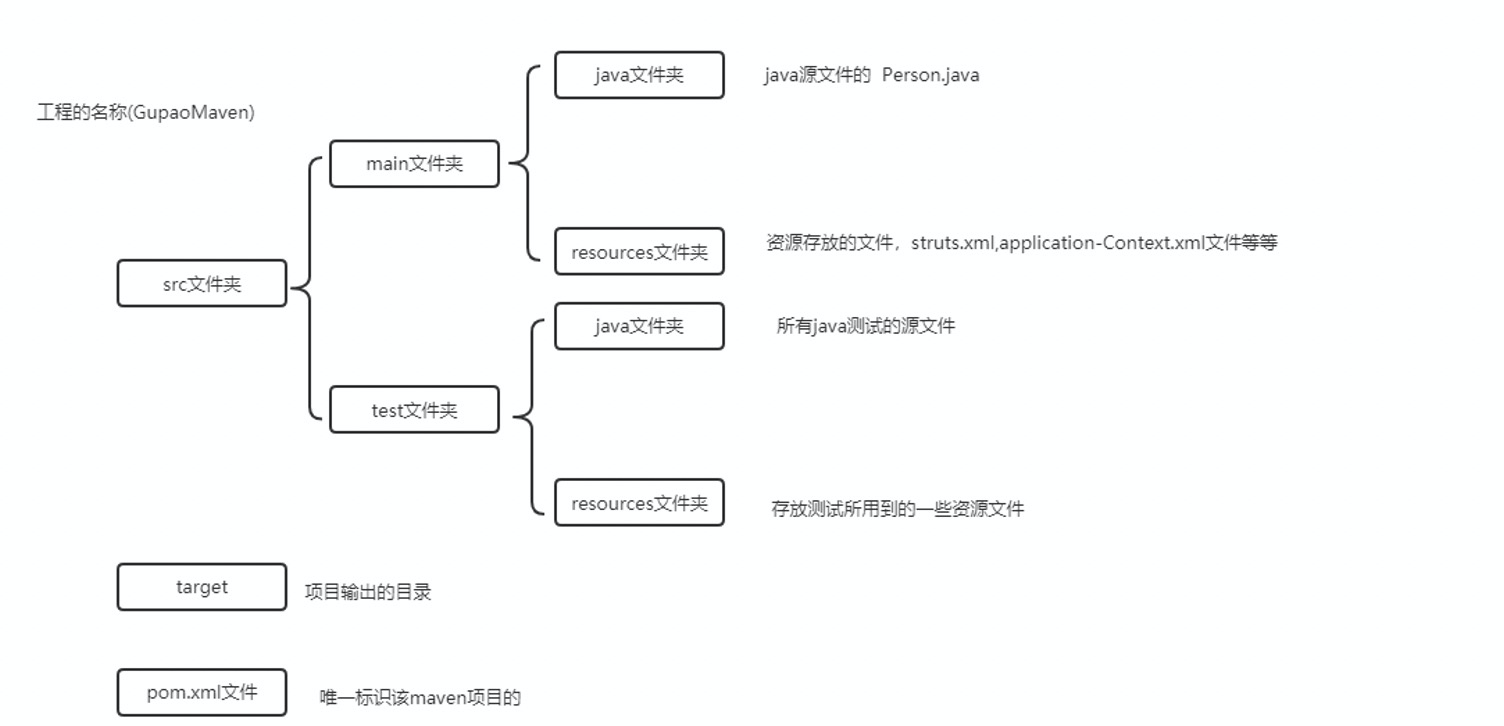 工程的名称(GupaoMaven)
src文件夹
main文件夹
java文件夹
java源文件的 Person.java
resources文件夹
资源存放的文件，struts.xml,application-Context.xml文件等等
test文件夹
java文件夹
所有java测试的源文件
resources文件夹
存放测试所用到的一些资源文件
target
项目输出的目录
pom.xml文件
唯一标识该maven项目的